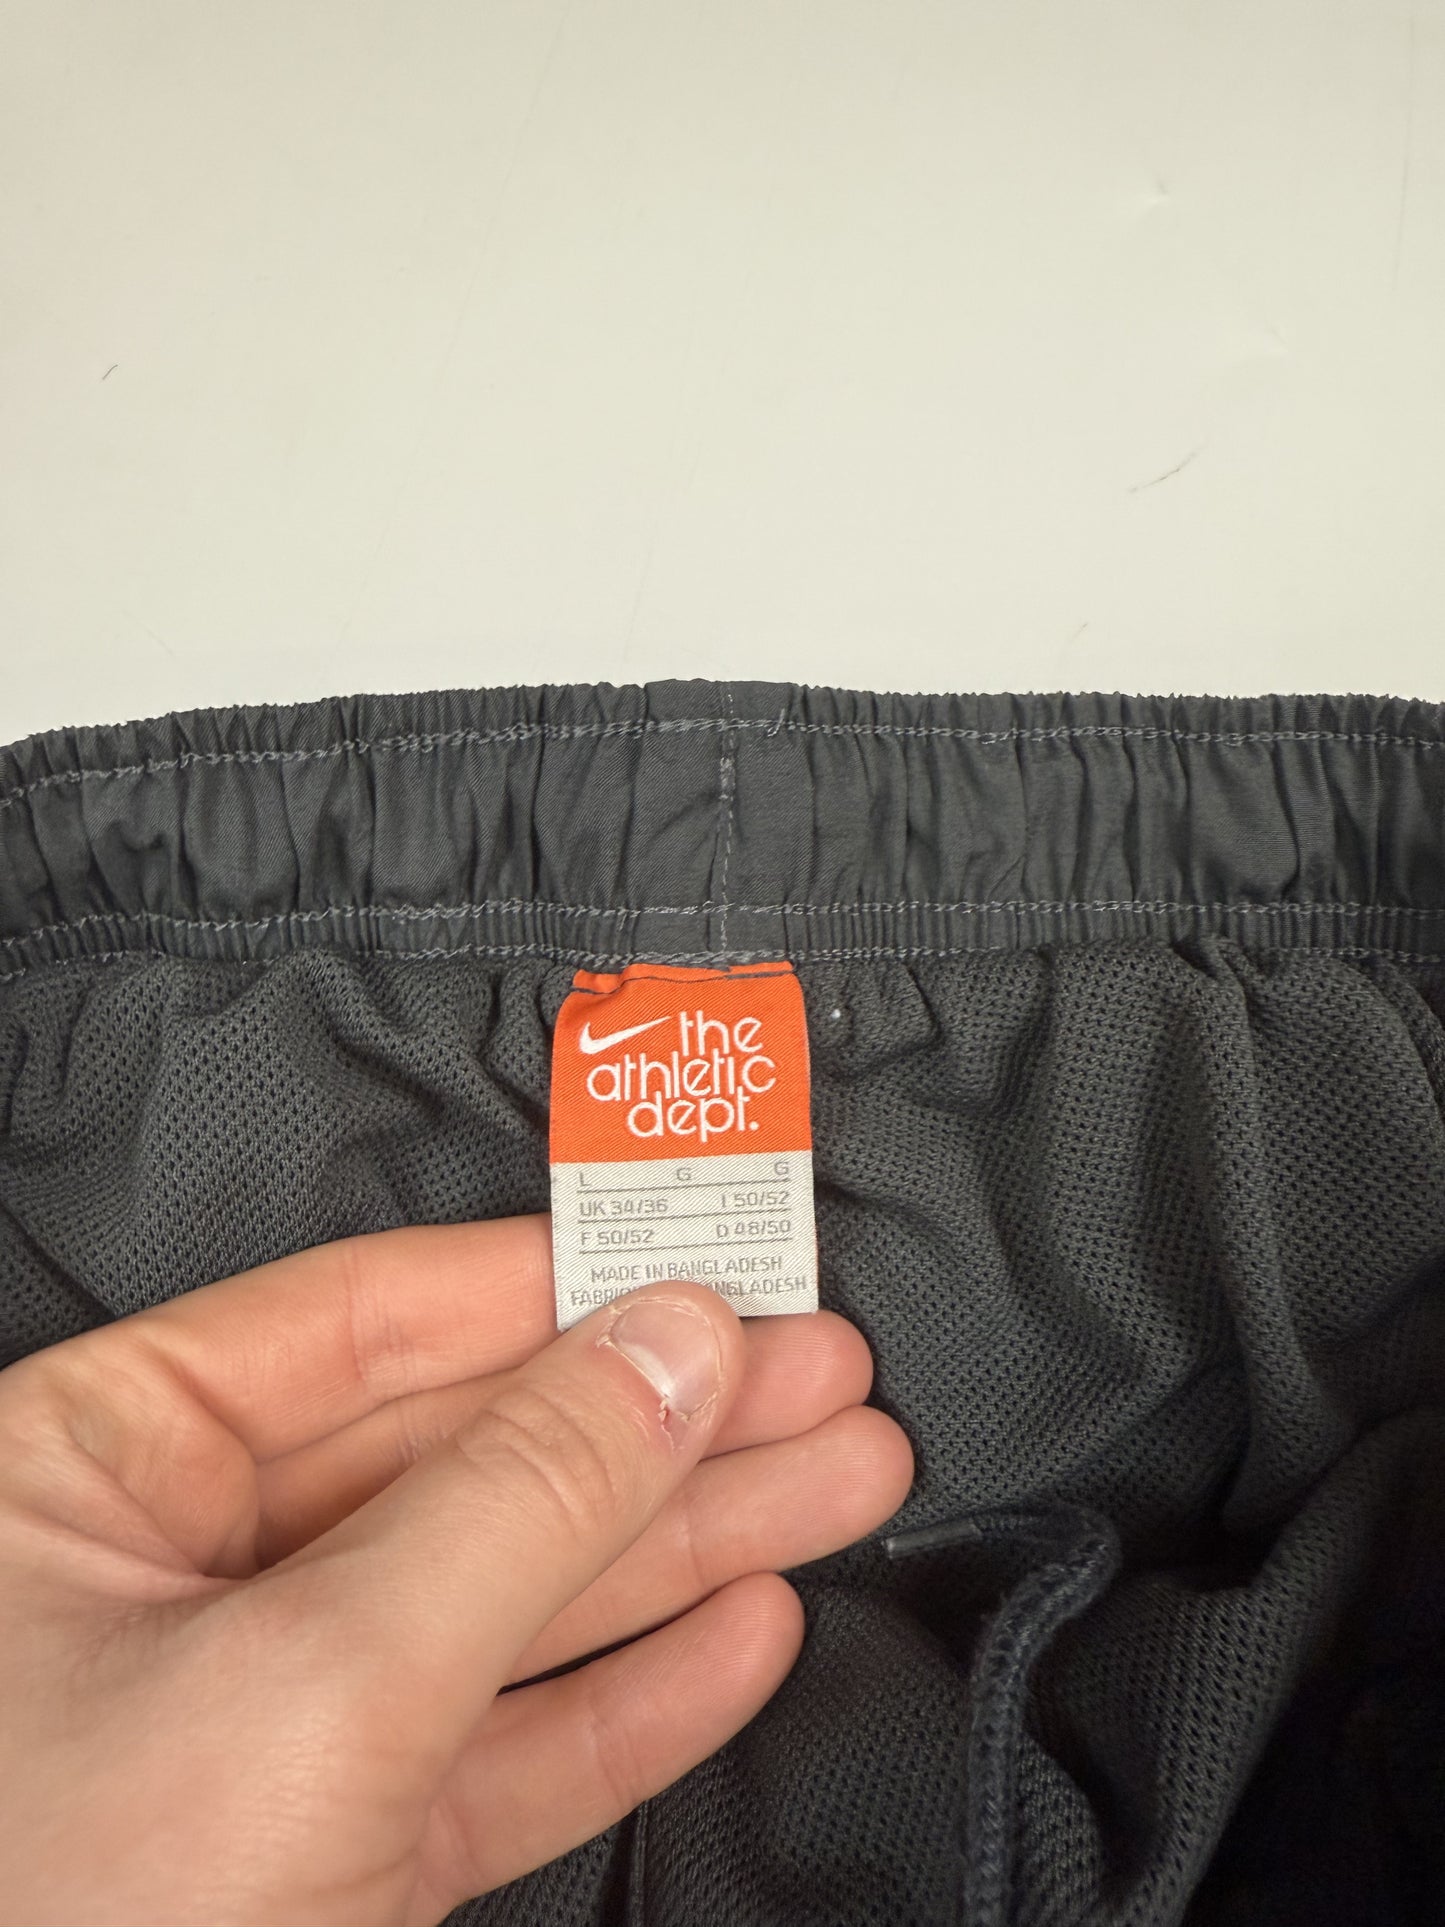 the
athletic
dept.
L G G
UK 34/36 I 50/52
F 50/52 D 48/50
MADE IN BANGLADESH